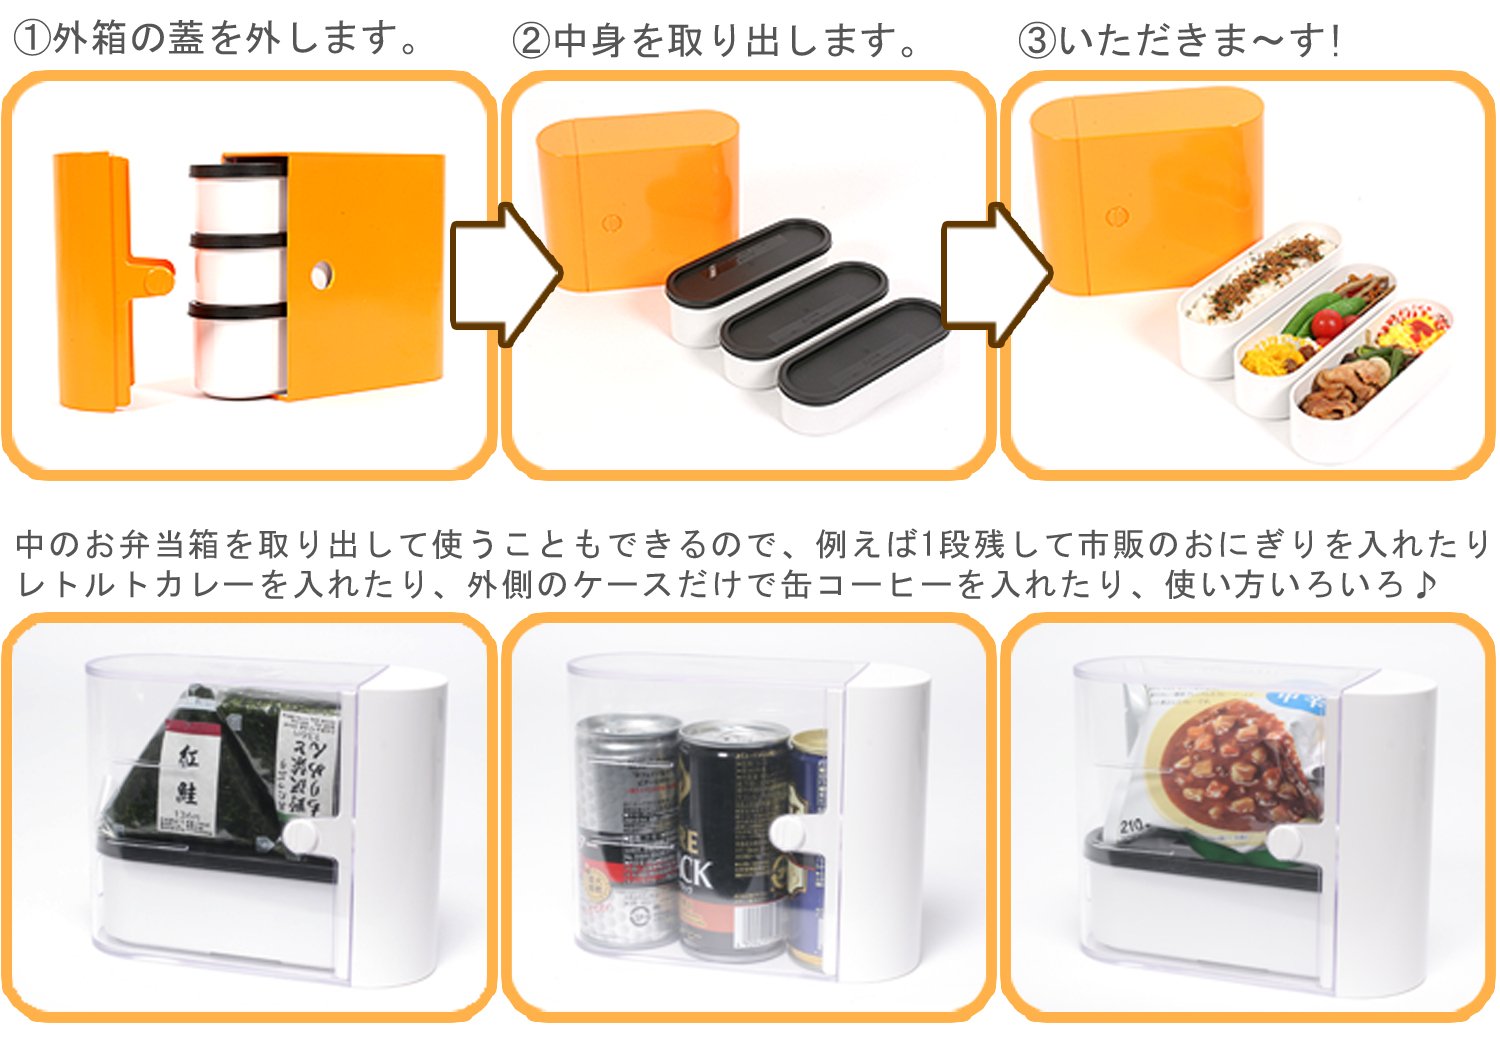 ①外箱の蓋を外します。
②中身を取り出します。
③いただきま～す!
中のお弁当箱を取り出して使うこともできるので、例えば1段残して市販のおにぎりを入れたり
レトルトカレーを入れたり、外側のケースだけで缶コーヒーを入れたり、使い方いろいろ♪
紅
鮭
210